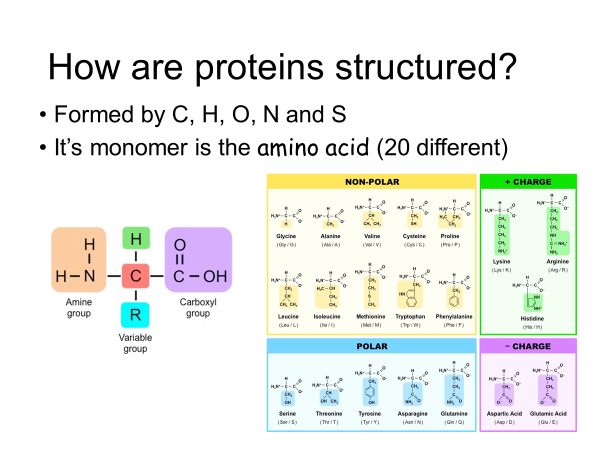 How are proteins structured?
• Formed by C, H, O, N and S
• It's monomer is the amino acid (20 different)
H
H – N
Amine
group
H
C
R
Variable
group
O
C – OH
Carboxyl
group
NON-POLAR
Glycine
(Gly / G)
Alanine
(Ala / A)
Valine
(Val / V)
Cysteine
(Cys / C)
Proline
(Pro / P)
Leucine
(Leu / L)
Isoleucine
(Ile / I)
Methionine
(Met / M)
Tryptophan
(Trp / W)
Phenylalanine
(Phe / F)
+ CHARGE
Lysine
(Lys / K)
Arginine
(Arg / R)
Histidine
(His / H)
POLAR
Serine
(Ser / S)
Threonine
(Thr / T)
Tyrosine
(Tyr / Y)
Asparagine
(Asn / N)
Glutamine
(Gln / Q)
– CHARGE
Aspartic Acid
(Asp / D)
Glutamic Acid
(Glu / E)